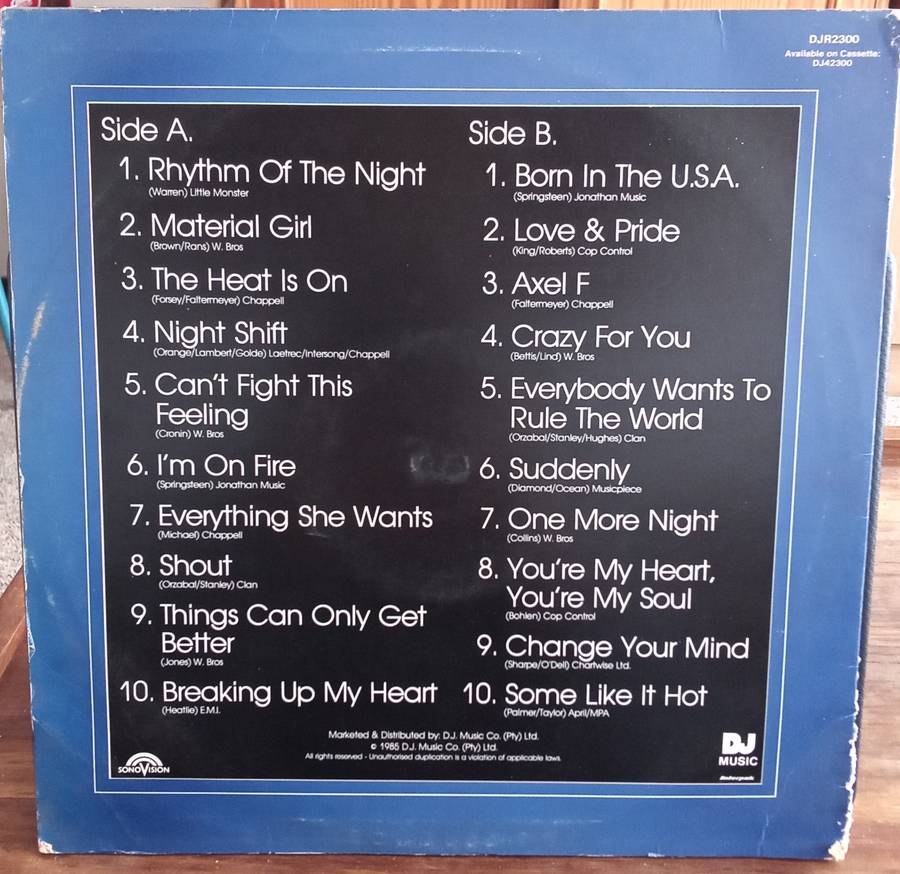 DJR2300
Available on Cassette:
DJ42300
Side A.
1. Rhythm Of The Night
(Warren) Little Monster
2. Material Girl
(Brown/Rans) W. Bros
3. The Heat Is On
(Forsey/Faltermeyer) Chappell
4. Night Shift
(Orange/Lambert/Golde) Laetrec/Intersong/Chappell
5. Can't Fight This
Feeling
(Cronin) W. Bros
6. I'm On Fire
(Springsteen) Jonathan Music
7. Everything She Wants
(Michael) Chappell
8. Shout
(Orzabal/Stanley) Clan
9. Things Can Only Get
Better
(Jones) W. Bros
10. Breaking Up My Heart
(Heatlie) E.M.I.
Side B.
1. Born In The U.S.A.
(Springsteen) Jonathan Music
2. Love & Pride
(King/Roberts) Cop Control
3. Axel F
(Faltermeyer) Chappell
4. Crazy For You
(Bettis/Lind) W. Bros
5. Everybody Wants To
Rule The World
(Orzabal/Stanley/Hughes) Clan
6. Suddenly
(Diamond/Ocean) Musicpiece
7. One More Night
(Collins) W. Bros
8. You're My Heart,
You're My Soul
(Bohlen) Cop Control
9. Change Your Mind
(Sharpe/O'Dell) Chartwise Ltd.
10. Some Like It Hot
(Palmer/Taylor) April/MPA
Marketed & Distributed by: D.J. Music Co. (Pty) Ltd.
© 1985 D.J. Music Co. (Pty) Ltd.
All rights reserved - Unauthorised duplication is a violation of applicable laws.
SONOVISION
DJ
MUSIC